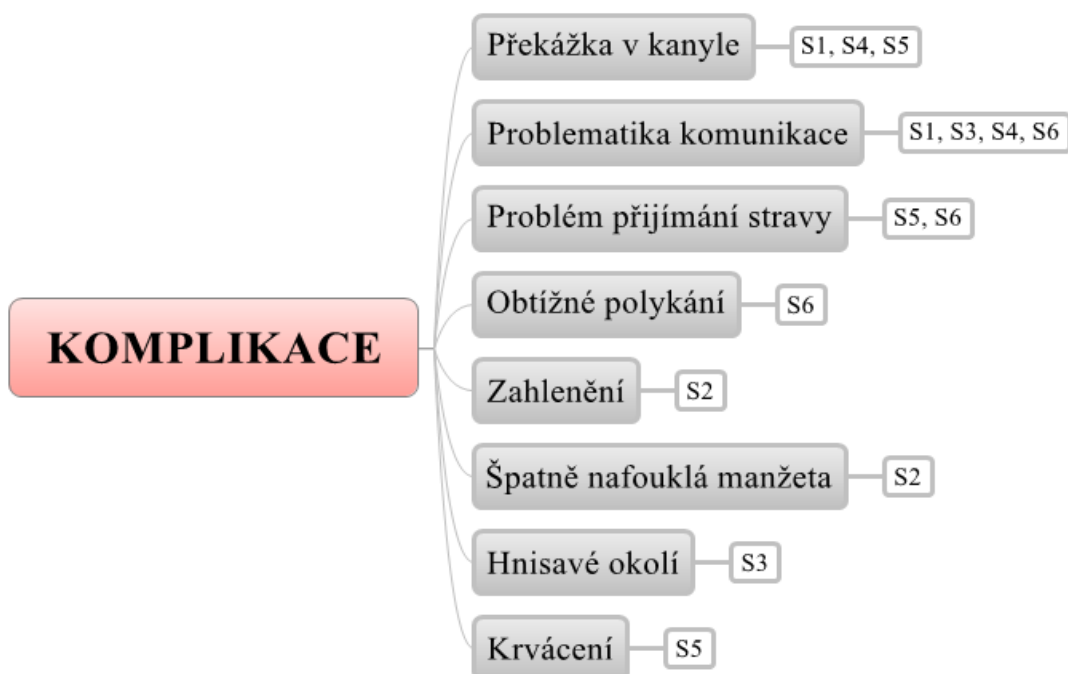 Překážka v kanyle
S1, S4, S5
Problematika komunikace
S1, S3, S4, S6
Problém přijímání stravy
S5, S6
Obtížné polykání
S6
KOMPLIKACE
Zahlenění
S2
Špatně nafouklá manžeta
S2
Hnisavé okolí
S3
Krvácení
S5